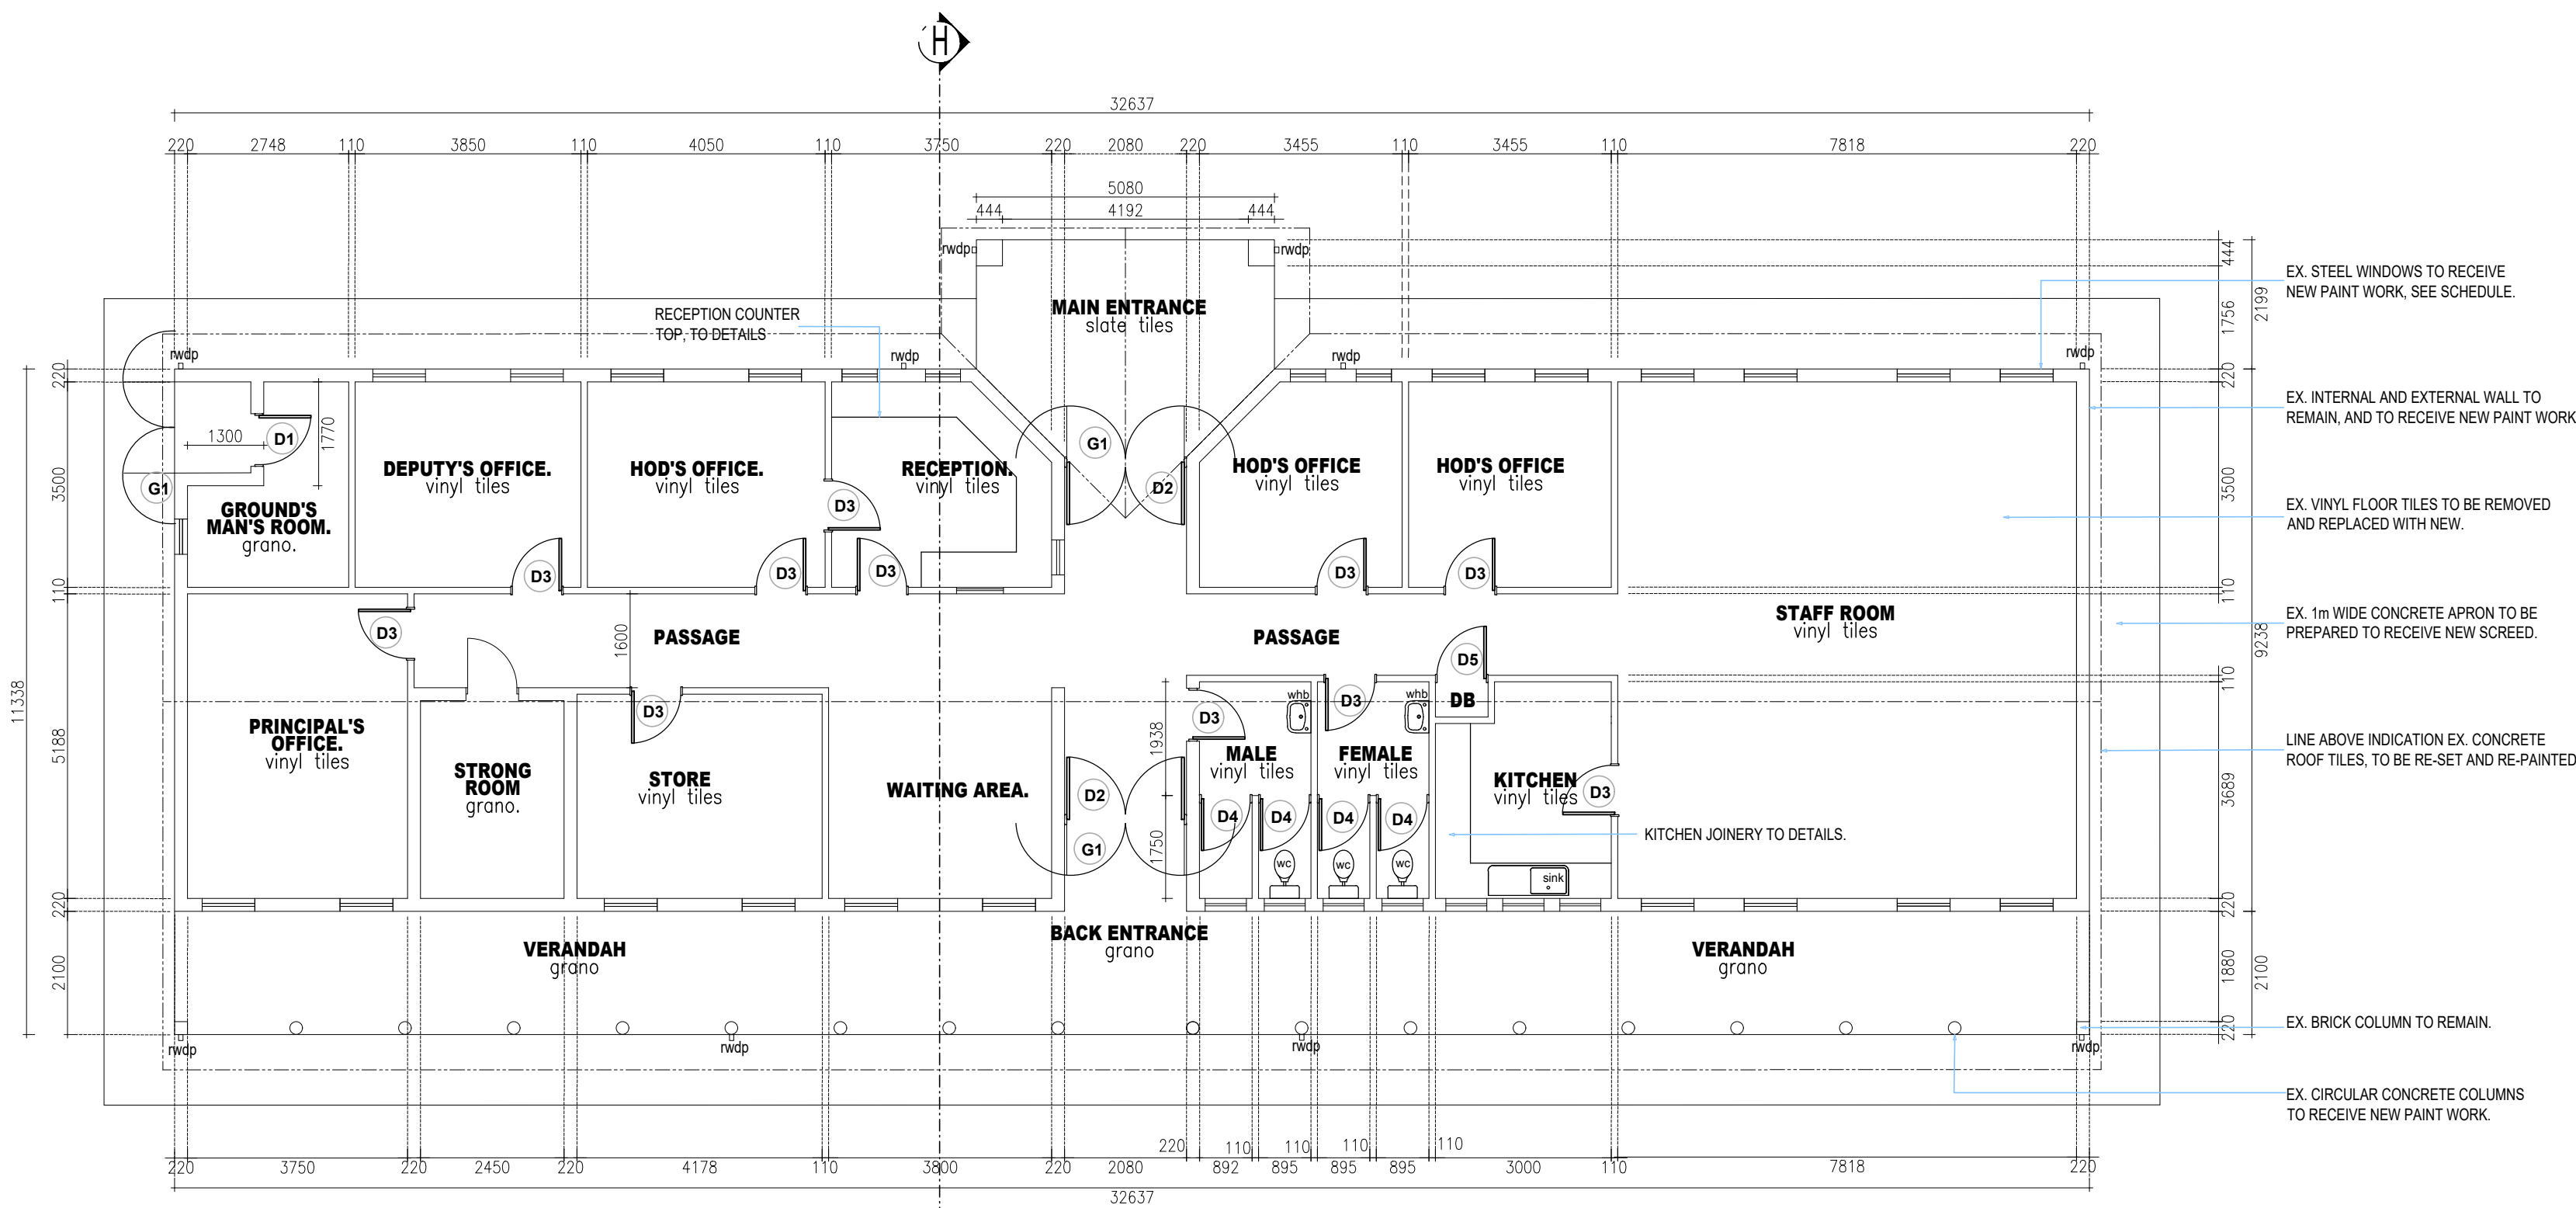 H
32637
220 2748 110 3850 110 4050 110 3750 220 2080 220 3455 110 3455 110 7818 220
5080
444 4192 444
rwdp
rwdp
MAIN ENTRANCE
slate tiles
RECEPTION COUNTER
TOP, TO DETAILS
rwdp
rwdp
rwdp
rwdp
444
1756
2199
220
3500
110
9238
110
3689
220
1880
2100
220
EX. STEEL WINDOWS TO RECEIVE
NEW PAINT WORK, SEE SCHEDULE.
EX. INTERNAL AND EXTERNAL WALL TO
REMAIN, AND TO RECEIVE NEW PAINT WORK
EX. VINYL FLOOR TILES TO BE REMOVED
AND REPLACED WITH NEW.
EX. 1m WIDE CONCRETE APRON TO BE
PREPARED TO RECEIVE NEW SCREED.
LINE ABOVE INDICATION EX. CONCRETE
ROOF TILES, TO BE RE-SET AND RE-PAINTED
EX. BRICK COLUMN TO REMAIN.
EX. CIRCULAR CONCRETE COLUMNS
TO RECEIVE NEW PAINT WORK.
11338
220
3500
110
5188
220
2100
1300
1770
D1
G1
GROUND'S
MAN'S ROOM.
grano.
DEPUTY'S OFFICE.
vinyl tiles
D3
HOD'S OFFICE.
vinyl tiles
D3
D3
RECEPTION.
vinyl tiles
D3
G1
D2
HOD'S OFFICE
vinyl tiles
D3
HOD'S OFFICE
vinyl tiles
D3
STAFF ROOM
vinyl tiles
D3
1600
PASSAGE
PASSAGE
D5
DB
PRINCIPAL'S
OFFICE.
vinyl tiles
STRONG
ROOM
grano.
D3
STORE
vinyl tiles
WAITING AREA.
D2
G1
1938
1750
D3
whb
MALE
vinyl tiles
D3
whb
FEMALE
vinyl tiles
D4
D4
D4
D4
wc
wc
wc
KITCHEN
vinyl tiles
D3
sink
KITCHEN JOINERY TO DETAILS.
VERANDAH
grano
BACK ENTRANCE
grano
VERANDAH
grano
rwdp
rwdp
rwdp
rwdp
220 110 110 110 110
220 3750 220 2450 220 4178 110 3800 220 2080 892 895 895 895 3000 110 7818 220
32637